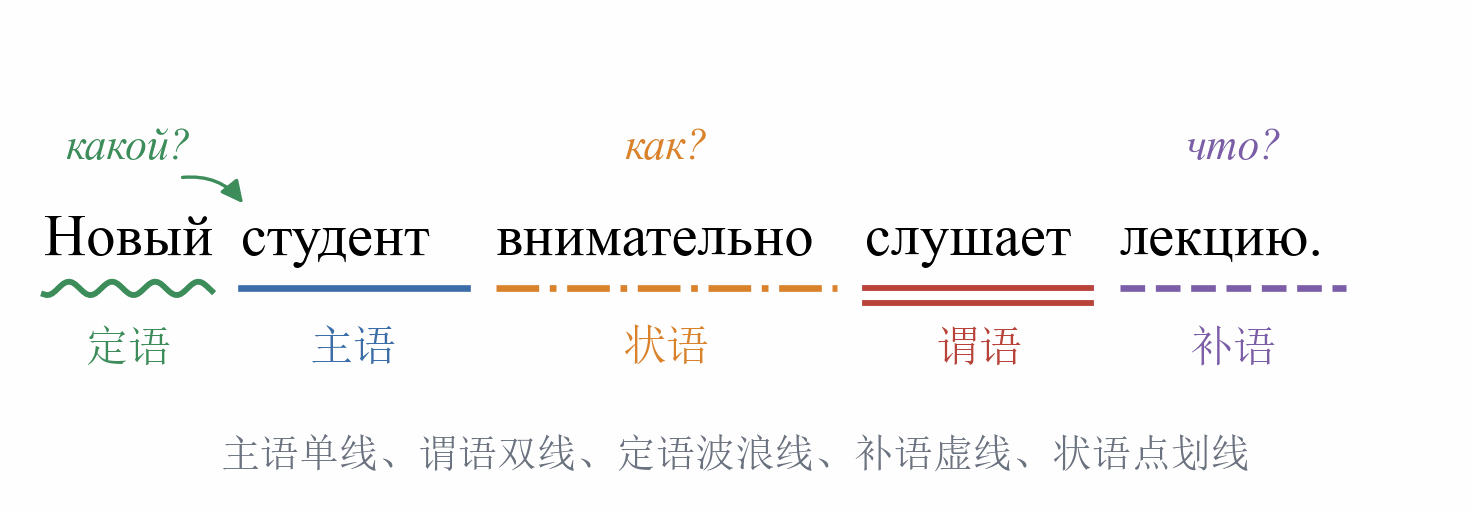 какой? как? что?
Новый студент внимательно слушает лекцию.
定语 主语 状语 谓语 补语
主语单线、谓语双线、定语波浪线、补语虚线、状语点划线